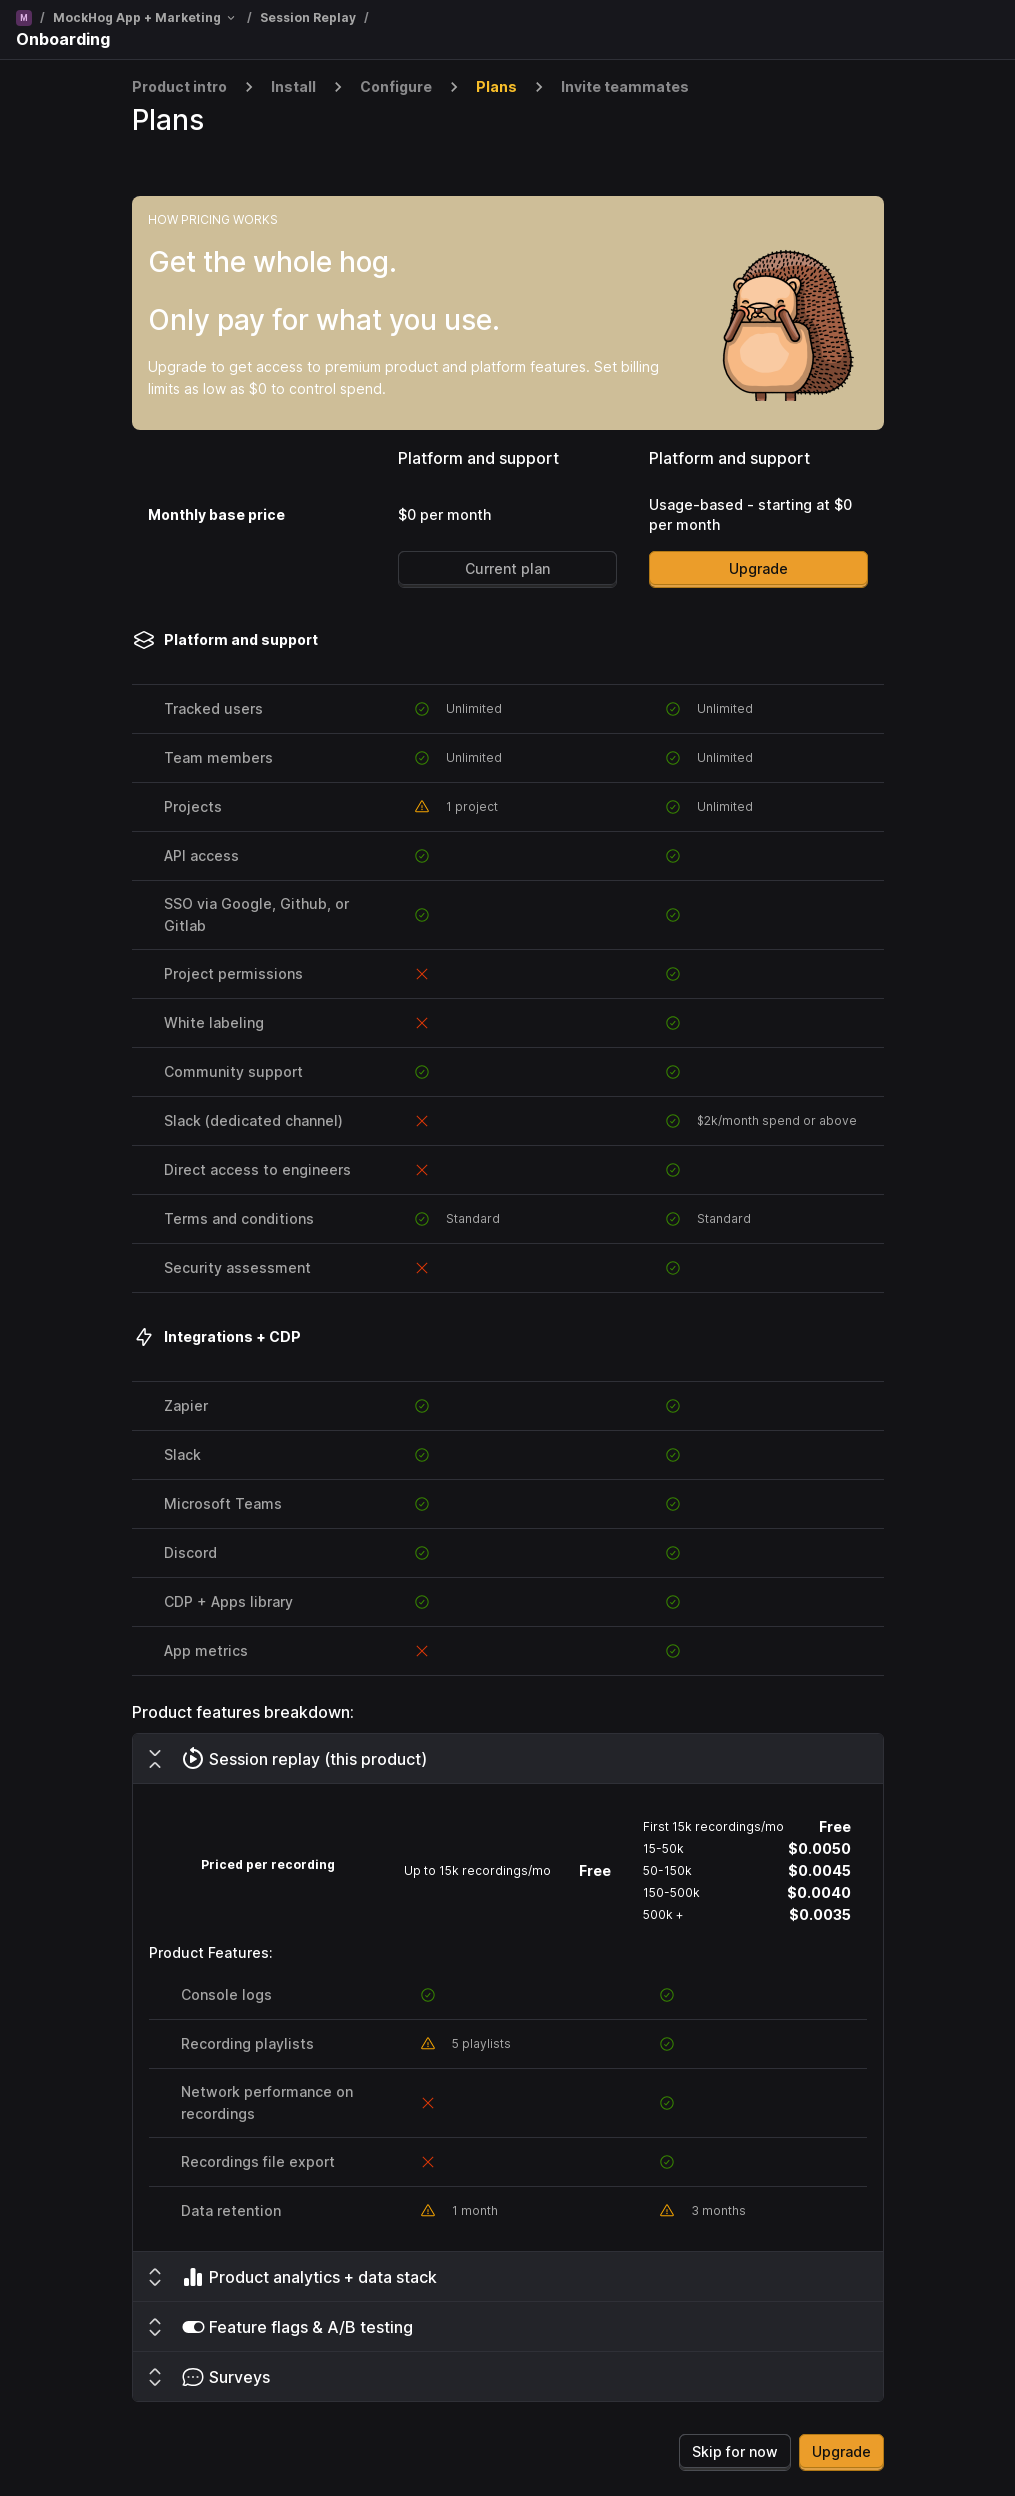 M / MockHog App + Marketing / Session Replay /
Onboarding
Product intro > Install > Configure > Plans > Invite teammates
Plans
HOW PRICING WORKS
Get the whole hog.
Only pay for what you use.
Upgrade to get access to premium product and platform features. Set billing
limits as low as $0 to control spend.
Platform and support Platform and support
Monthly base price $0 per month Usage-based - starting at $0
per month
Current plan Upgrade
Platform and support
Tracked users Unlimited Unlimited
Team members Unlimited Unlimited
Projects 1 project Unlimited
API access
SSO via Google, Github, or
Gitlab
Project permissions
White labeling
Community support
Slack (dedicated channel) $2k/month spend or above
Direct access to engineers
Terms and conditions Standard Standard
Security assessment
Integrations + CDP
Zapier
Slack
Microsoft Teams
Discord
CDP + Apps library
App metrics
Product features breakdown:
Session replay (this product)
Priced per recording
Up to 15k recordings/mo Free
First 15k recordings/mo Free
15-50k $0.0050
50-150k $0.0045
150-500k $0.0040
500k + $0.0035
Product Features:
Console logs
Recording playlists 5 playlists
Network performance on
recordings
Recordings file export
Data retention 1 month 3 months
Product analytics + data stack
Feature flags & A/B testing
Surveys
Skip for now Upgrade